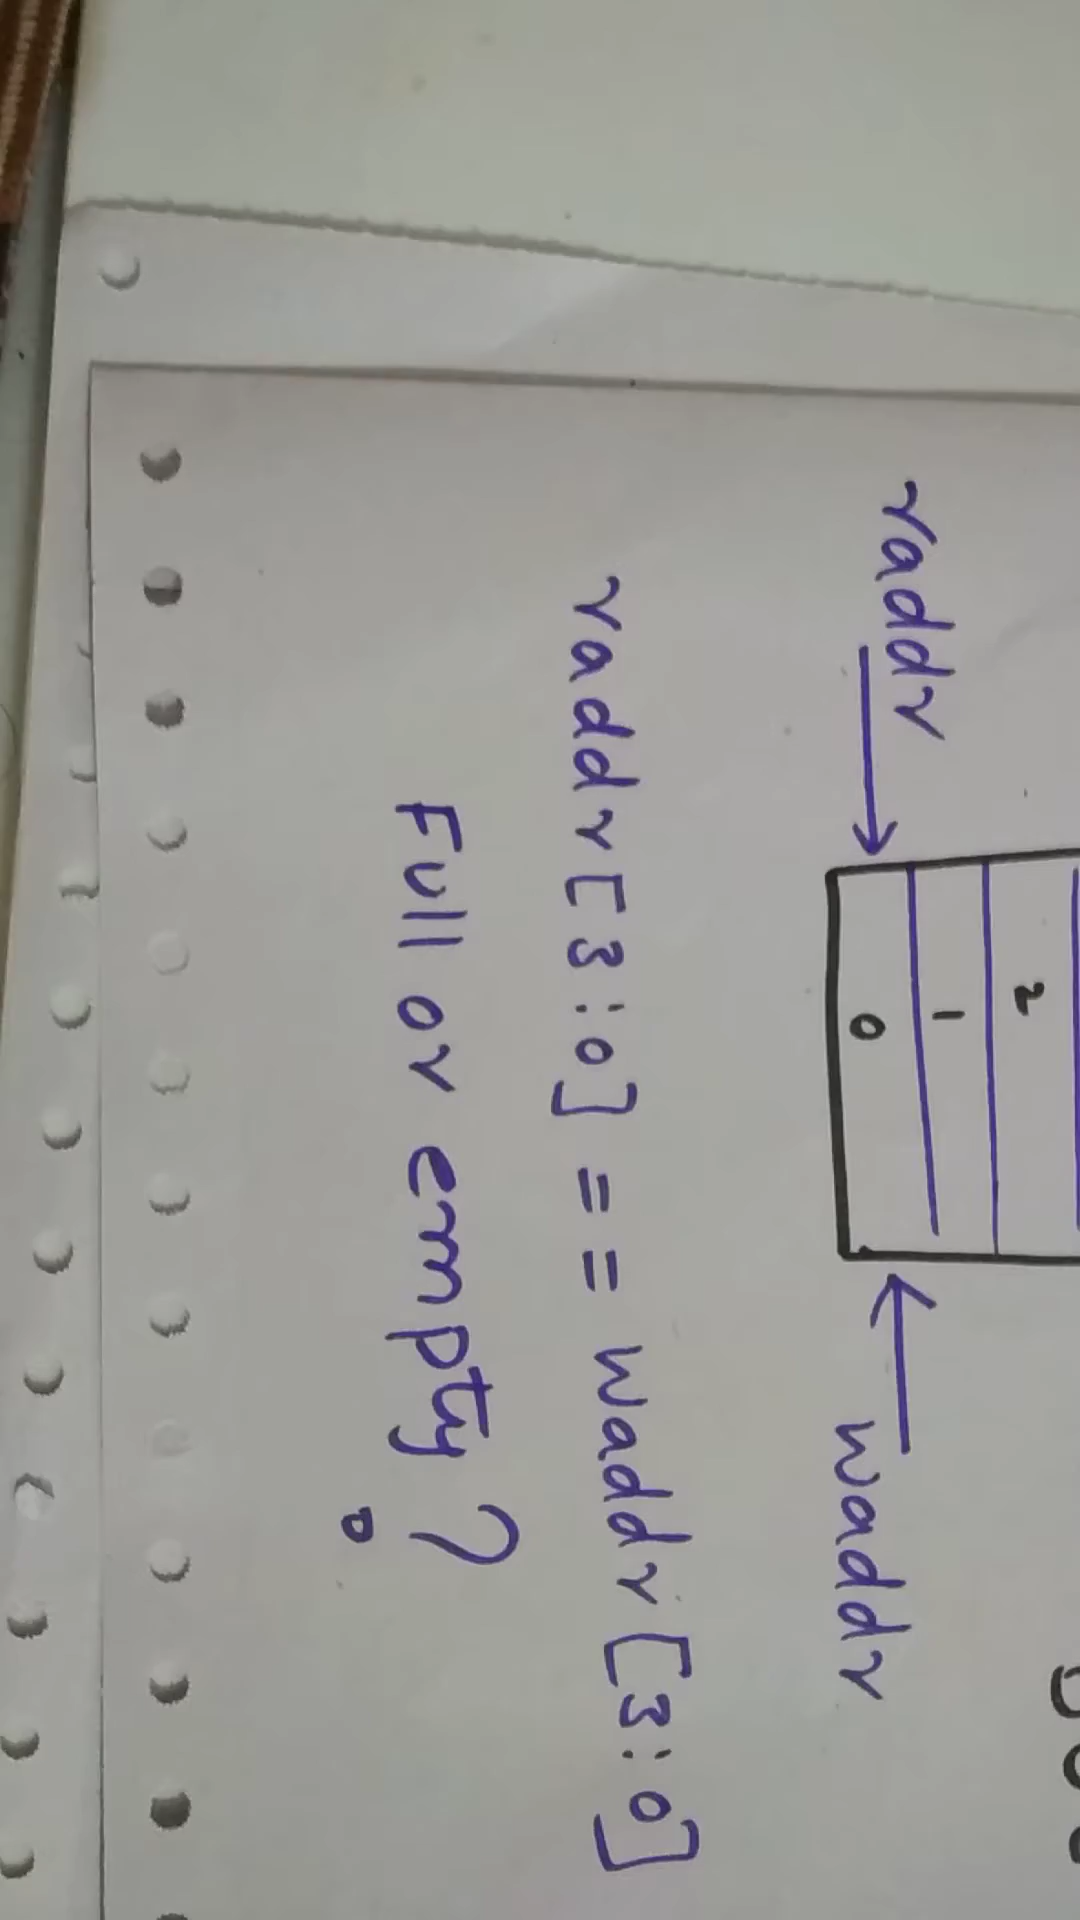 2
1
raddr → 0 ← waddr
raddr[3:0] == waddr[3:0]
Full or empty?